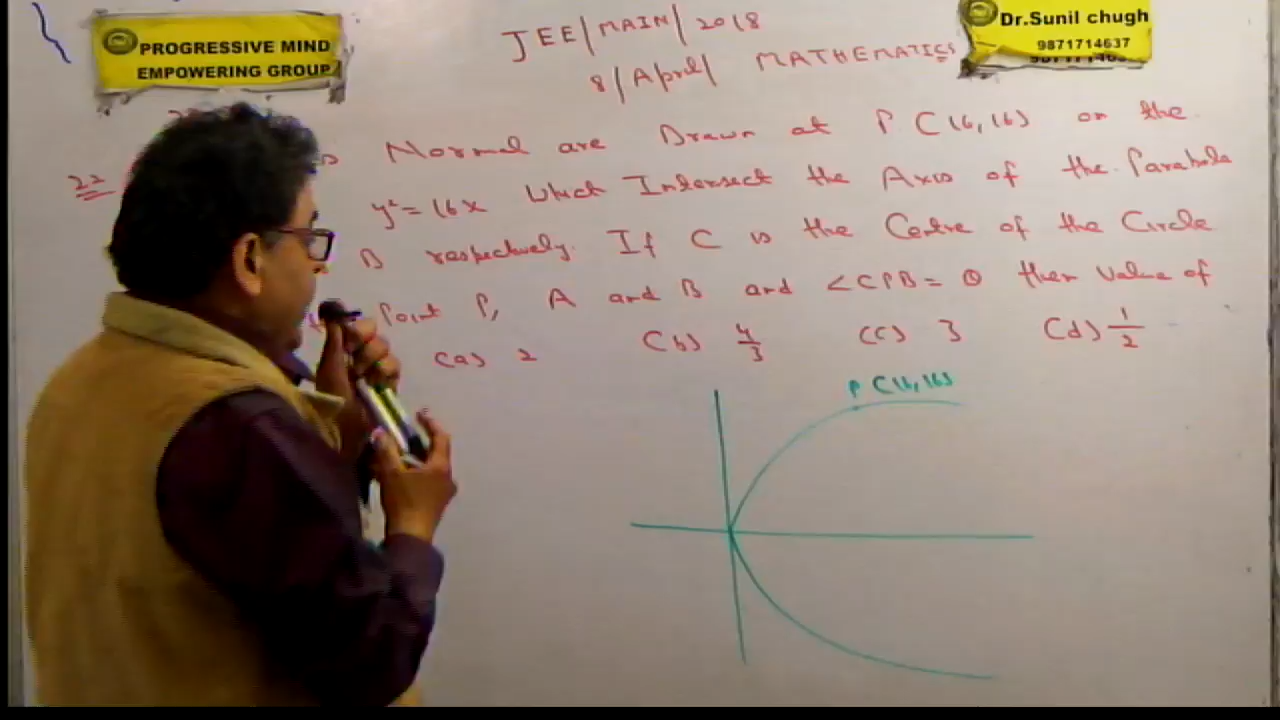 PROGRESSIVE MIND
EMPOWERING GROUP
JEE/MAIN/2018
8/April/ MATHEMATICS
Dr.Sunil chugh
9871714637
22
Normal are Drawn at P (16,16) on the
y²=16x which Intersect the Axis of the Parabola
B respectively. If C is the Centre of the Circle
Point P, A and B and ∠CPB = θ then value of
(a) 2 (b) 4/3 (c) 3 (d) 1/2
P (16,16)